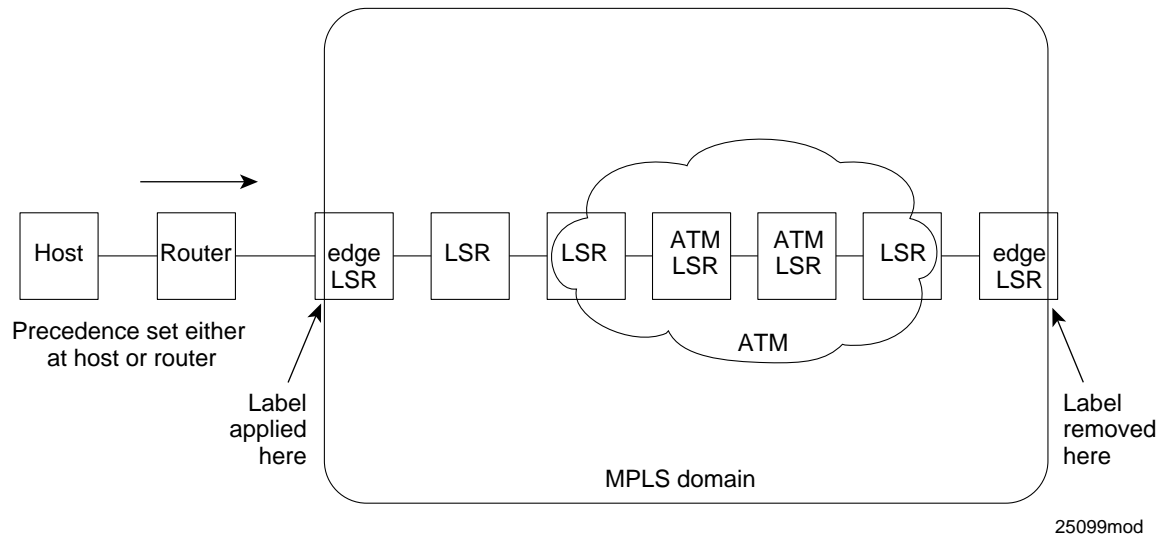 Host
Router
edge
LSR
LSR
LSR
ATM
LSR
ATM
LSR
LSR
edge
LSR
Precedence set either
at host or router
ATM
Label
applied
here
Label
removed
here
MPLS domain
25099mod